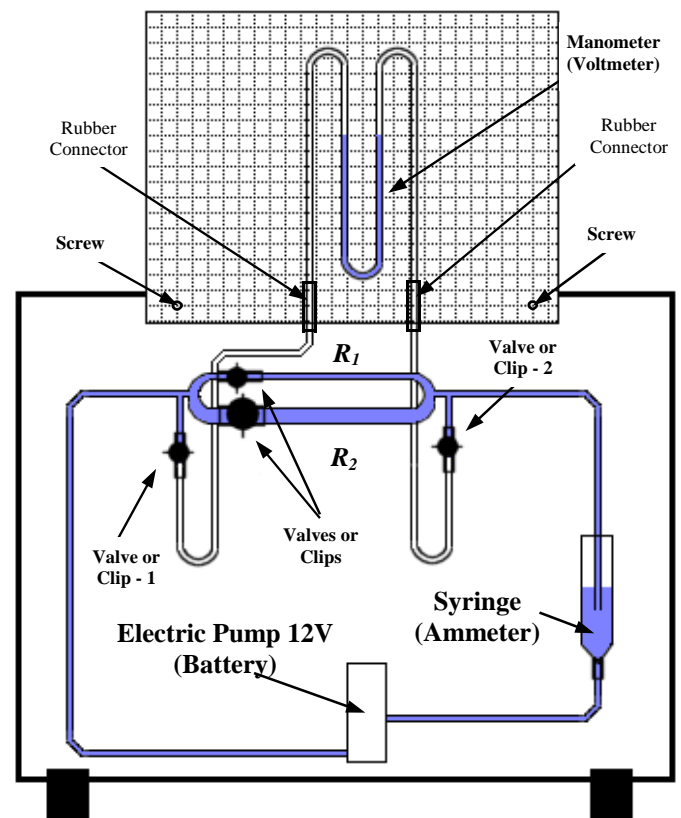 Manometer
(Voltmeter)
Rubber
Connector
Rubber
Connector
Screw
Screw
R1
Valve or
Clip - 2
R2
Valve or
Clip - 1
Valves or
Clips
Syringe
(Ammeter)
Electric Pump 12V
(Battery)